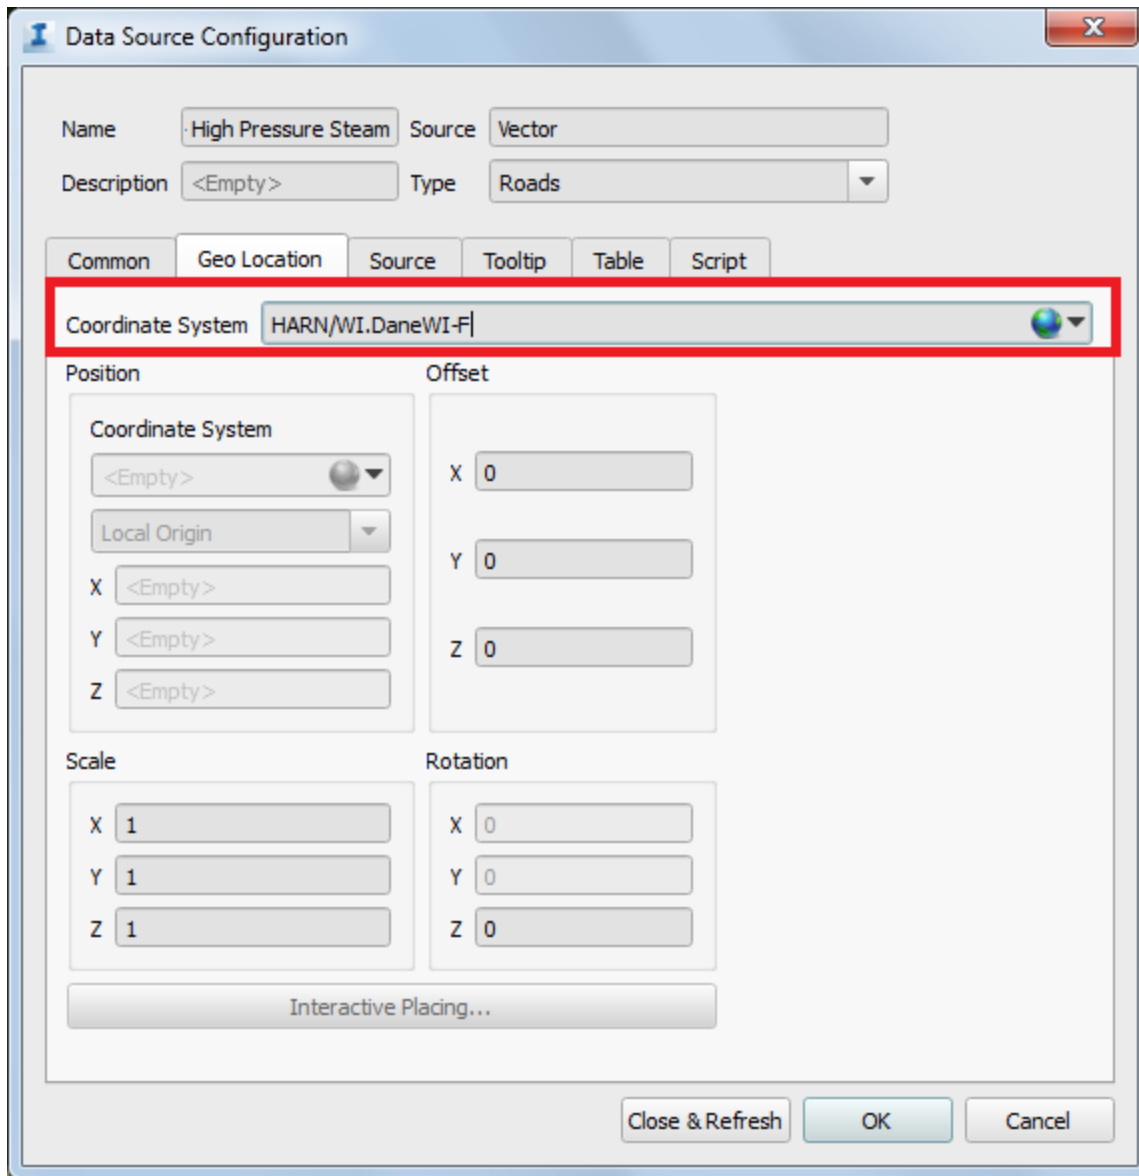 Data Source Configuration
Name High Pressure Steam Source Vector
Description <Empty> Type Roads
Common Geo Location Source Tooltip Table Script
Coordinate System HARN/WI.DaneWI-F
Position Offset
Coordinate System
<Empty>
X 0
Local Origin
Y 0
X <Empty>
Y <Empty>
Z 0
Z <Empty>
Scale Rotation
X 1 X 0
Y 1 Y 0
Z 1 Z 0
Interactive Placing...
Close & Refresh OK Cancel